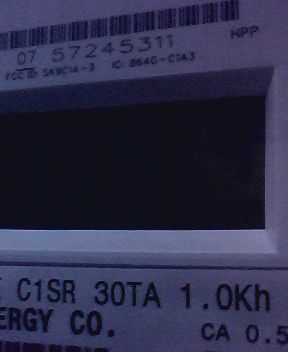 HPP
07 57245311
FCC ID: SK9C1A-3 IC: 864G-C1A3
C1SR 30TA 1.0Kh
ERGY CO.
CA 0.5